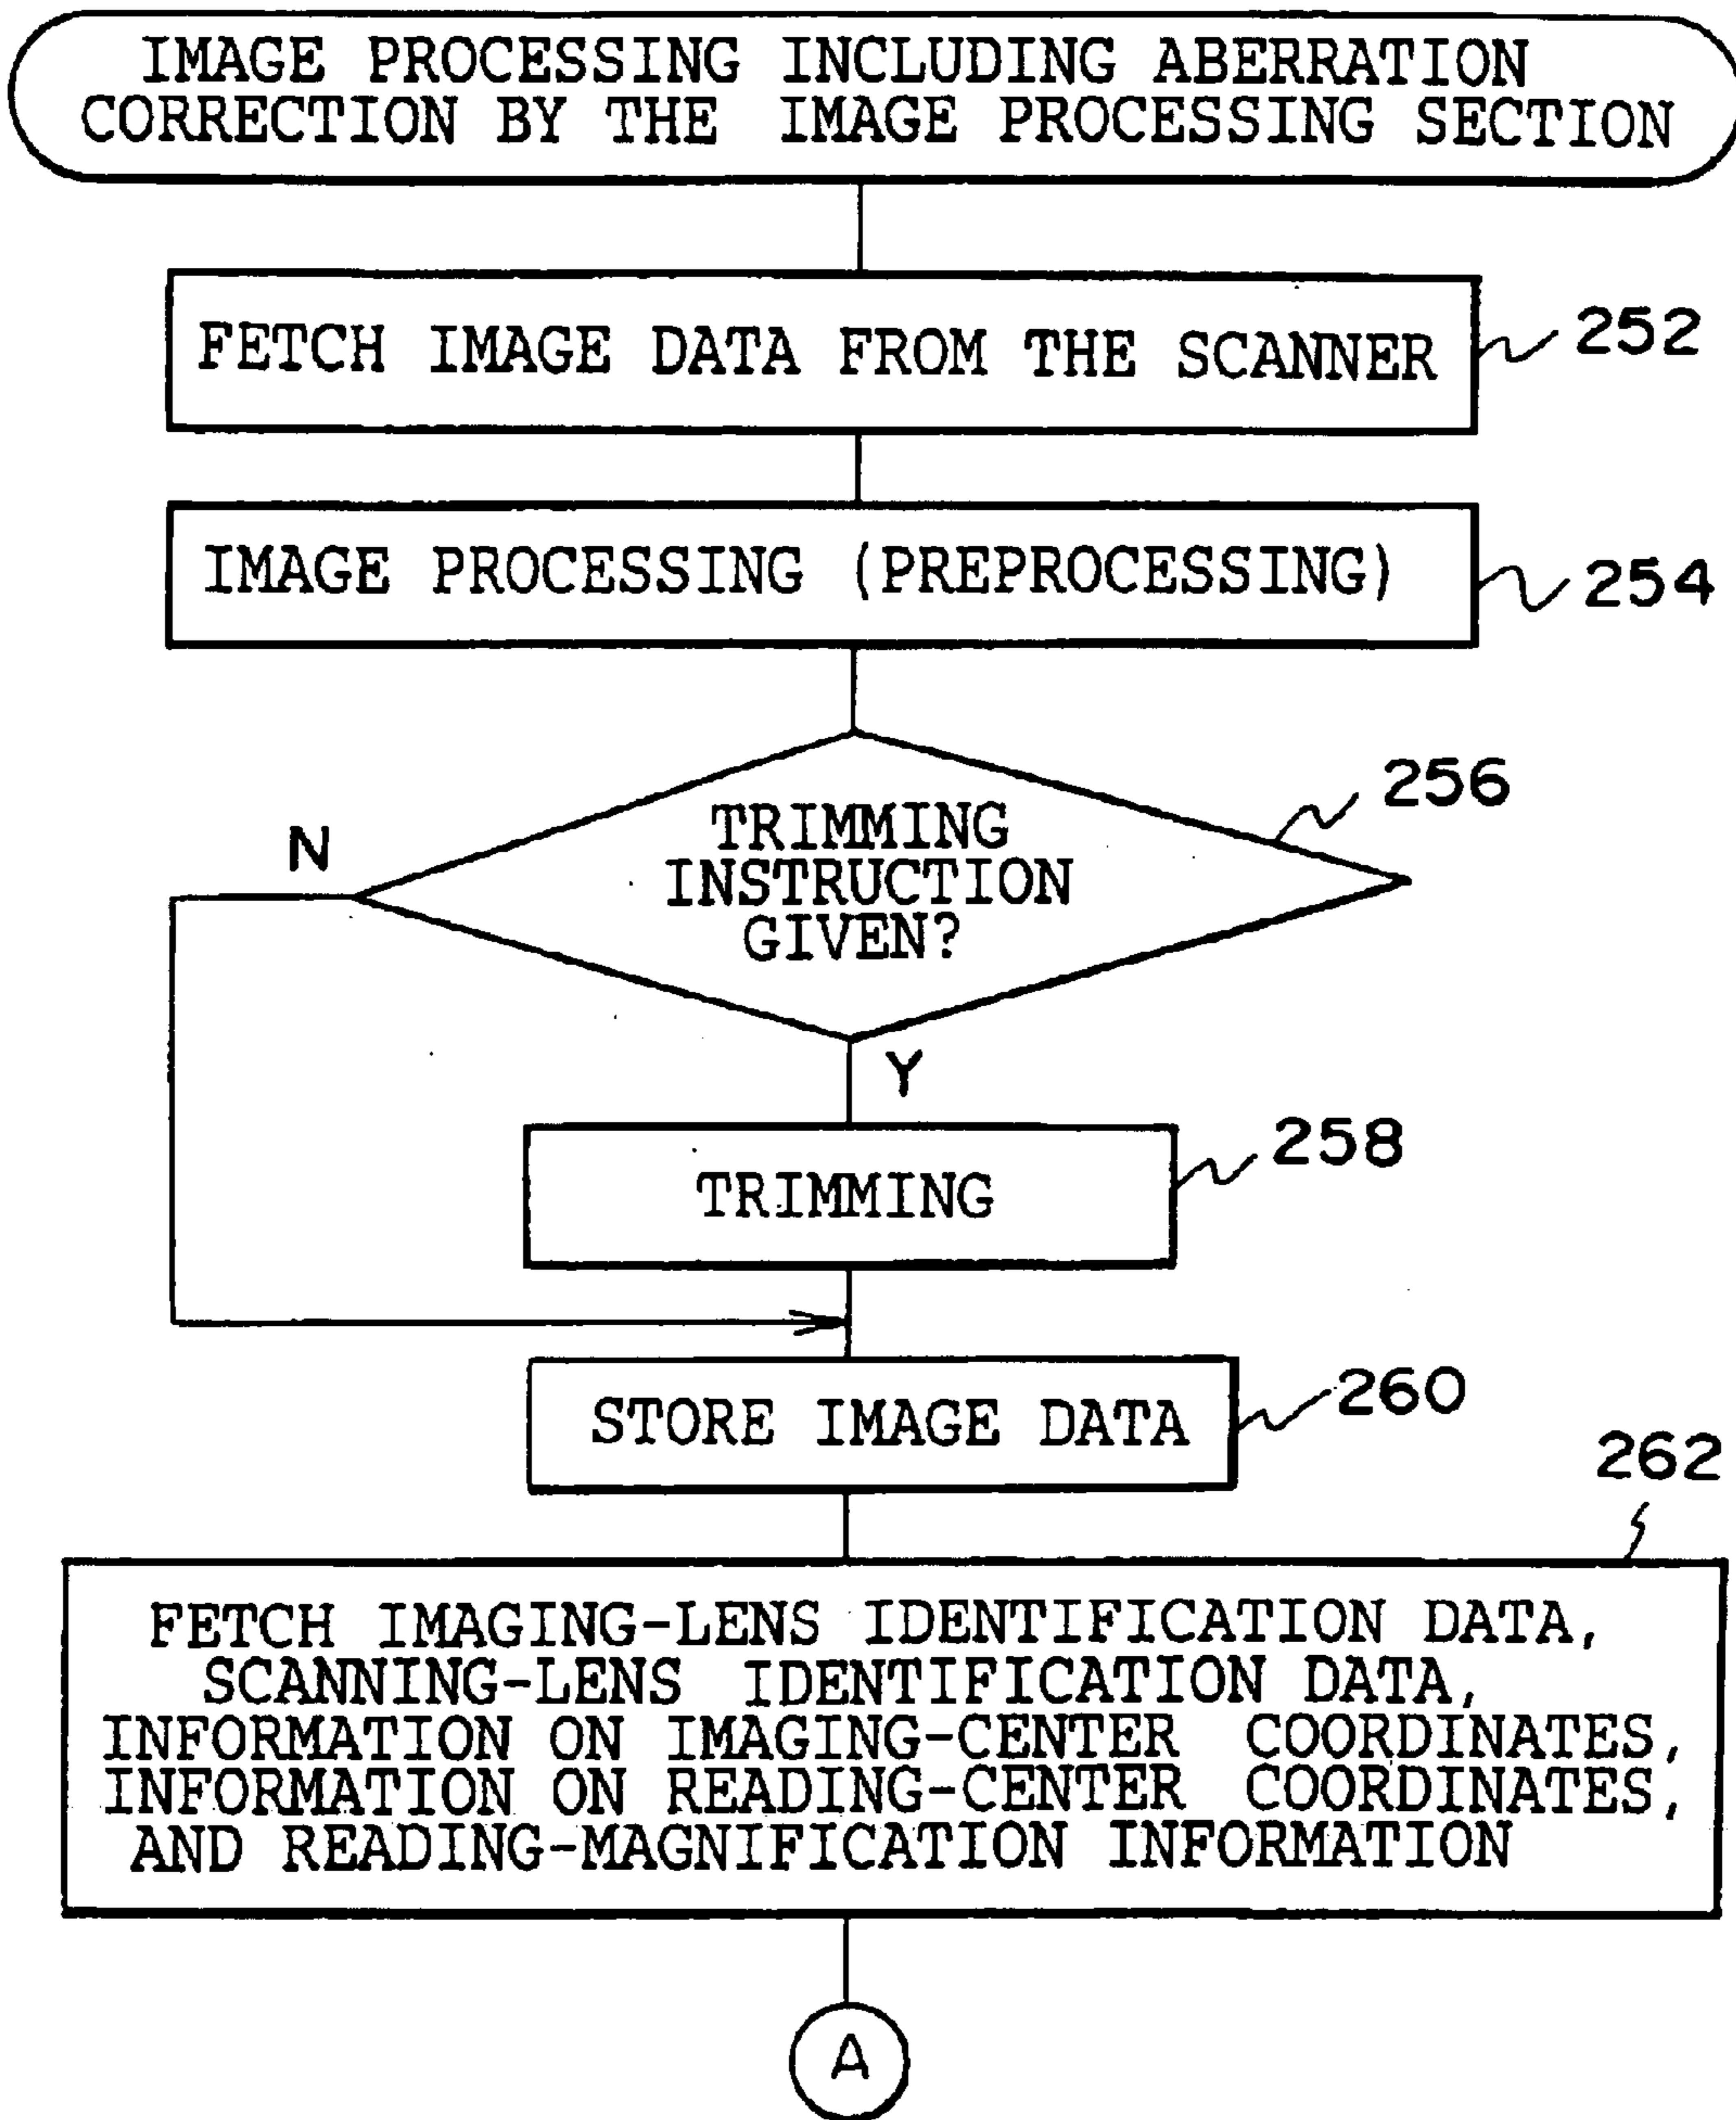 IMAGE PROCESSING INCLUDING ABERRATION
CORRECTION BY THE IMAGE PROCESSING SECTION
FETCH IMAGE DATA FROM THE SCANNER
252
IMAGE PROCESSING (PREPROCESSING)
254
256
TRIMMING
INSTRUCTION
GIVEN?
N
Y
258
TRIMMING
STORE IMAGE DATA
260
262
FETCH IMAGING-LENS IDENTIFICATION DATA,
SCANNING-LENS IDENTIFICATION DATA,
INFORMATION ON IMAGING-CENTER COORDINATES,
INFORMATION ON READING-CENTER COORDINATES,
AND READING-MAGNIFICATION INFORMATION
A